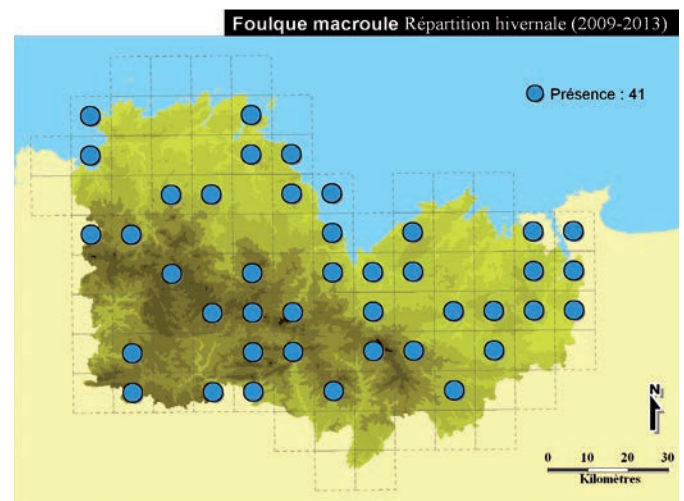 Foulque macroule Répartition hivernale (2009-2013)
Présence : 41
N
0 10 20 30
Kilomètres